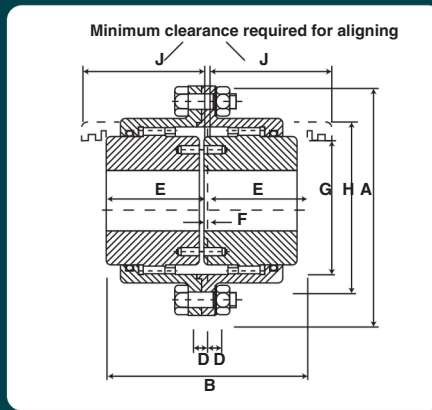 Minimum clearance required for aligning
J J
E E G H A
F
D D
B